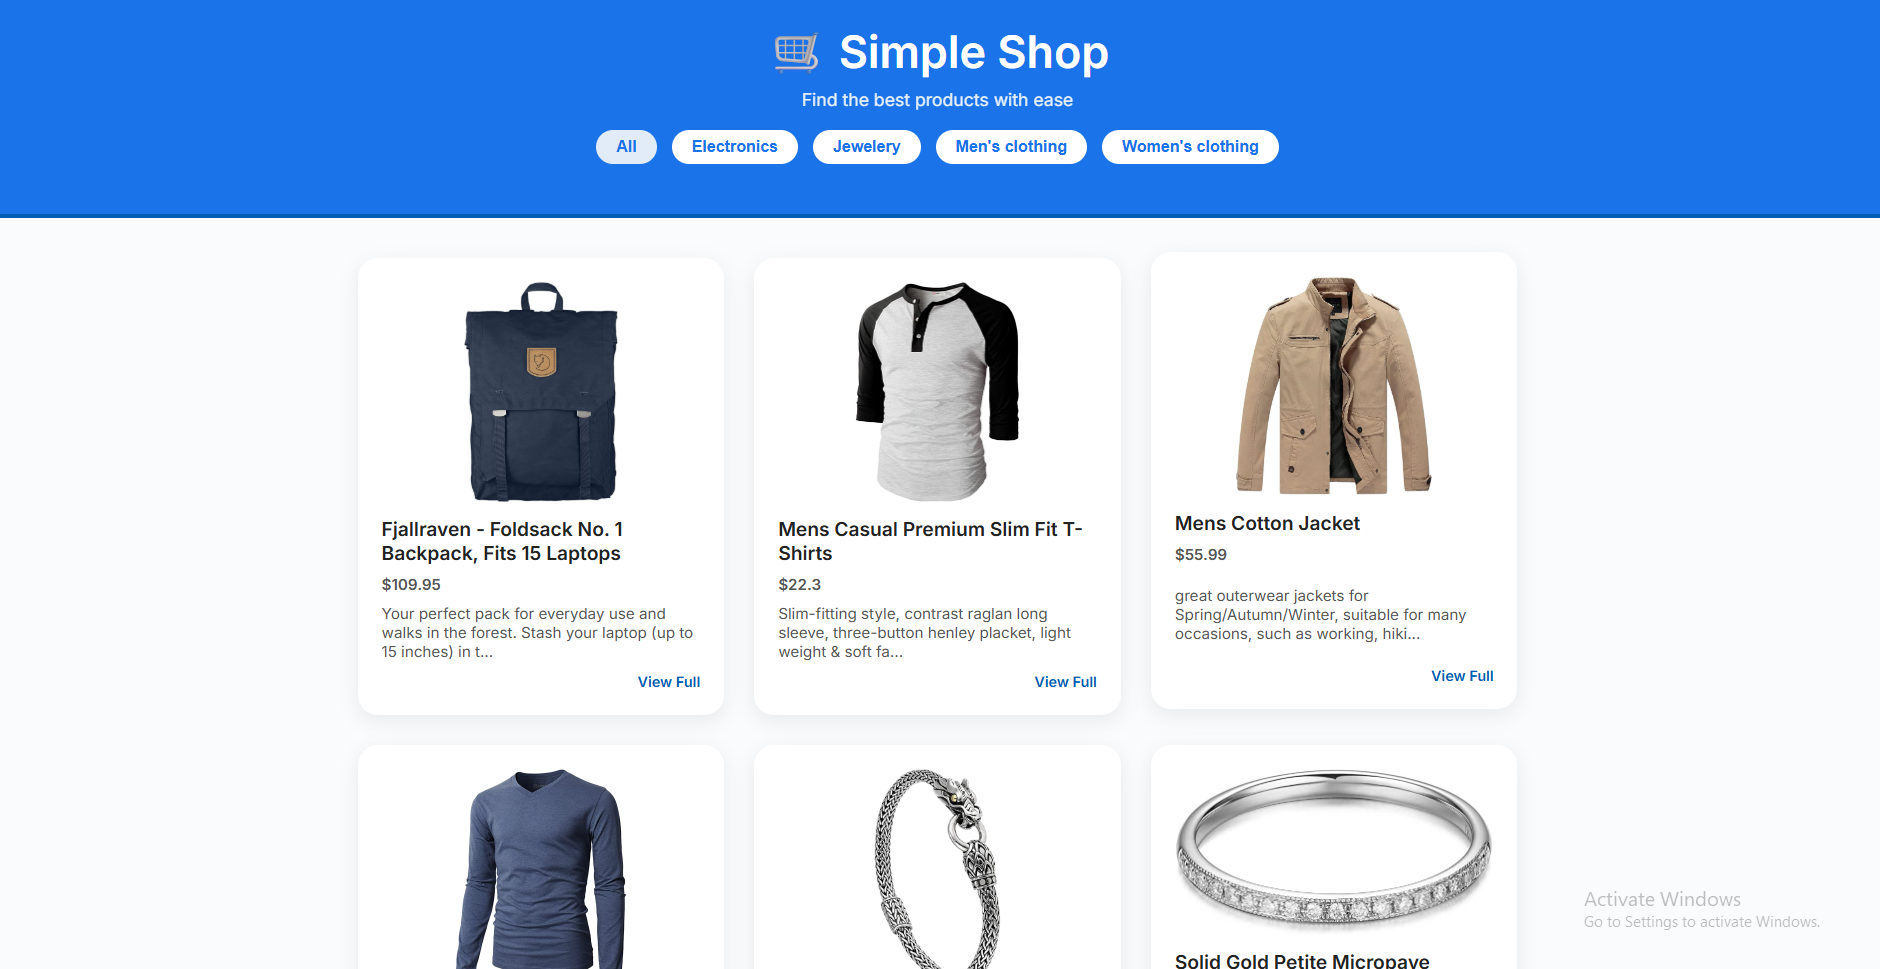 Simple Shop
Find the best products with ease
All
Electronics
Jewelery
Men's clothing
Women's clothing
Fjallraven - Foldsack No. 1
Backpack, Fits 15 Laptops
$109.95
Your perfect pack for everyday use and
walks in the forest. Stash your laptop (up to
15 inches) in t...
View Full
Mens Casual Premium Slim Fit T-
Shirts
$22.3
Slim-fitting style, contrast raglan long
sleeve, three-button henley placket, light
weight & soft fa...
View Full
Mens Cotton Jacket
$55.99
great outerwear jackets for
Spring/Autumn/Winter, suitable for many
occasions, such as working, hiki...
View Full
Solid Gold Petite Micropave
Activate Windows
Go to Settings to activate Windows.